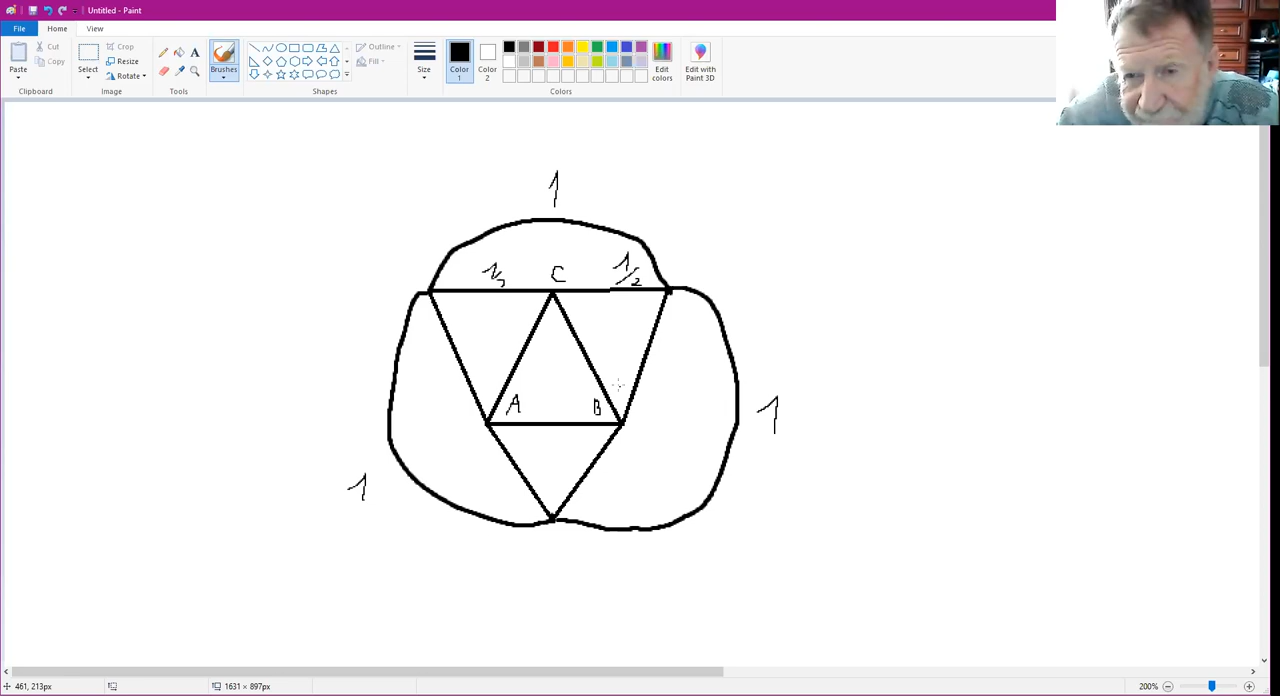 Untitled - Paint
File Home View
Paste Cut Copy Select Crop Resize Rotate A Brushes Outline Fill Size Color 1 Color 2 Edit colors Edit with Paint 3D
Clipboard Image Tools Shapes Colors
1
C 1/2
A B
1
1
461, 213px 1631 × 897px 200%